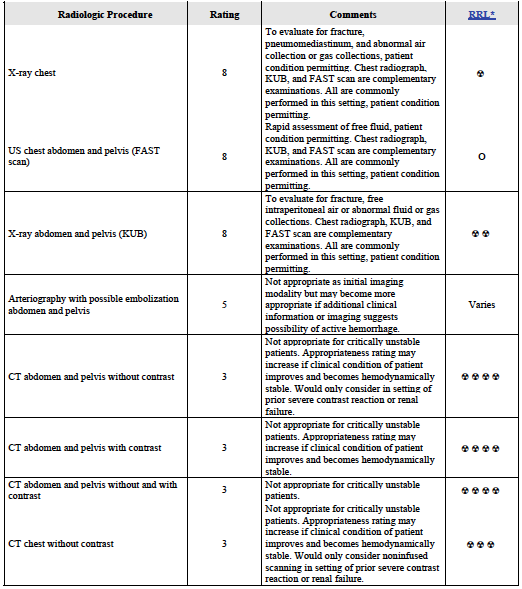 Radiologic Procedure Rating Comments RRL*
X-ray chest
8
To evaluate for fracture,
pneumomediastinum, and abnormal air
collection or gas collections, patient
condition permitting. Chest radiograph,
KUB, and FAST scan are complementary
examinations. All are commonly
performed in this setting, patient condition
permitting.
☢
US chest abdomen and pelvis (FAST
scan)
8
Rapid assessment of free fluid, patient
condition permitting. Chest radiograph,
KUB, and FAST scan are complementary
examinations. All are commonly
performed in this setting, patient condition
permitting.
O
X-ray abdomen and pelvis (KUB)
8
To evaluate for fracture, free
intraperitoneal air or abnormal fluid or gas
collections. Chest radiograph, KUB, and
FAST scan are complementary
examinations. All are commonly
performed in this setting, patient condition
permitting.
☢ ☢
Arteriography with possible embolization
abdomen and pelvis
5
Not appropriate as initial imaging
modality but may become more
appropriate if additional clinical
information or imaging suggests
possibility of active hemorrhage.
Varies
CT abdomen and pelvis without contrast
3
Not appropriate for critically unstable
patients. Appropriateness rating may
increase if clinical condition of patient
improves and becomes hemodynamically
stable. Would only consider in setting of
prior severe contrast reaction or renal
failure.
☢ ☢ ☢ ☢
CT abdomen and pelvis with contrast
3
Not appropriate for critically unstable
patients. Appropriateness rating may
increase if clinical condition of patient
improves and becomes hemodynamically
stable.
☢ ☢ ☢ ☢
CT abdomen and pelvis without and with
contrast
3
Not appropriate for critically unstable
patients.
☢ ☢ ☢ ☢
CT chest without contrast
3
Not appropriate for critically unstable
patients. Appropriateness rating may
increase if clinical condition of patient
improves and becomes hemodynamically
stable. Would only consider noninfused
scanning in setting of prior severe contrast
reaction or renal failure.
☢ ☢ ☢